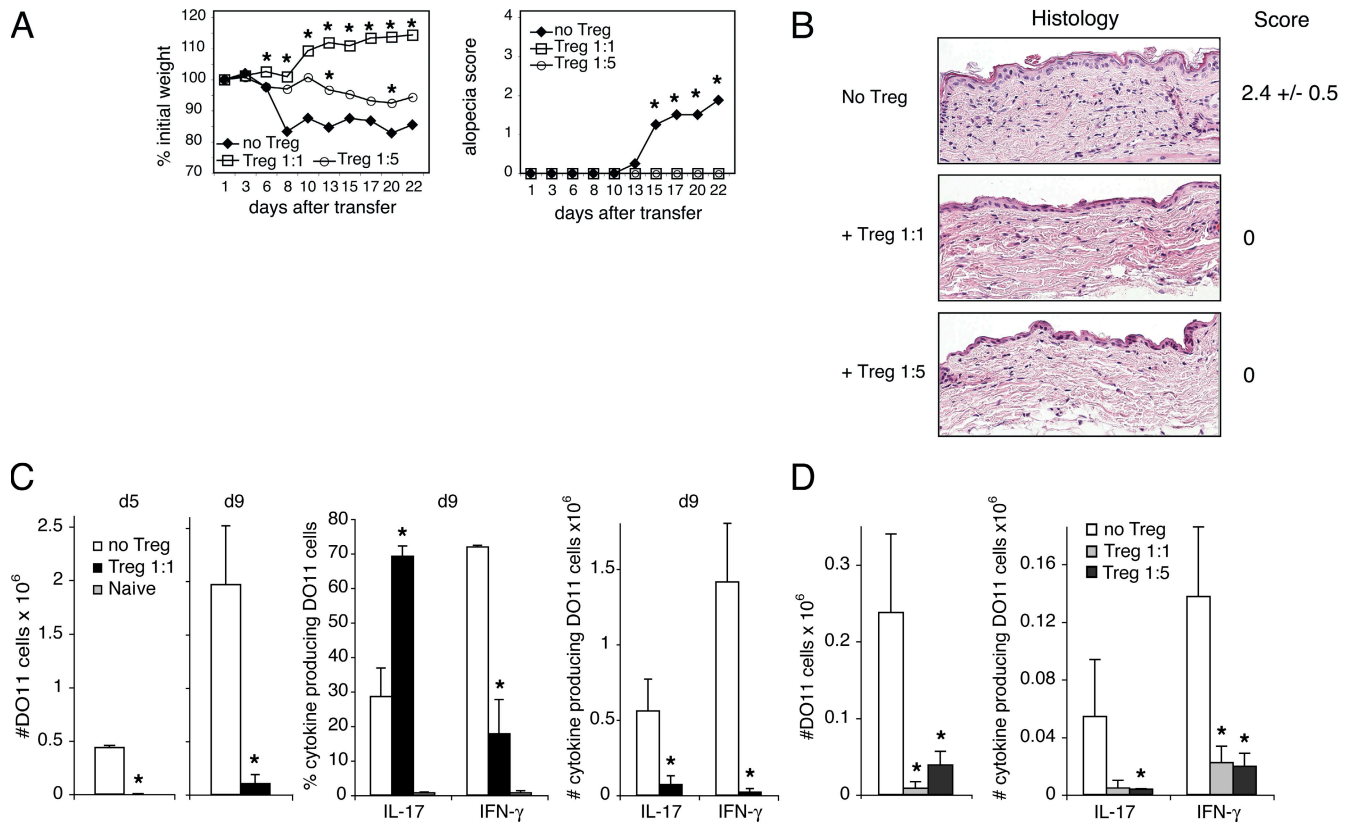 A
% initial weight
120
110
100
90
80
70
* * * * * * * *
*
no Treg
Treg 1:1
Treg 1:5
1 3 6 8 10 13 15 17 20 22
days after transfer
alopecia score
4
3
2
1
0
no Treg
Treg 1:1
Treg 1:5
* * * *
1 3 6 8 10 13 15 17 20 22
days after transfer
B
Histology
Score
No Treg
2.4 +/- 0.5
+ Treg 1:1
0
+ Treg 1:5
0
C
d5
d9
#DO11 cells x 10⁶
2.5
2
1
1
0.5
0
no Treg
Treg 1:1
Naive
*
*
d9
% cytokine producing DO11 cells
80
70
60
50
40
30
20
10
0
*
*
IL-17
IFN-γ
d9
# cytokine producing DO11 cells x10⁶
1.5
1
0.5
0
*
*
IL-17
IFN-γ
D
#DO11 cells x 10⁶
0.3
0.2
0.1
0
*
*
# cytokine producing DO11 cells x10⁶
0.16
0.12
0.08
0.04
0
no Treg
Treg 1:1
Treg 1:5
*
*
*
IL-17
IFN-γ